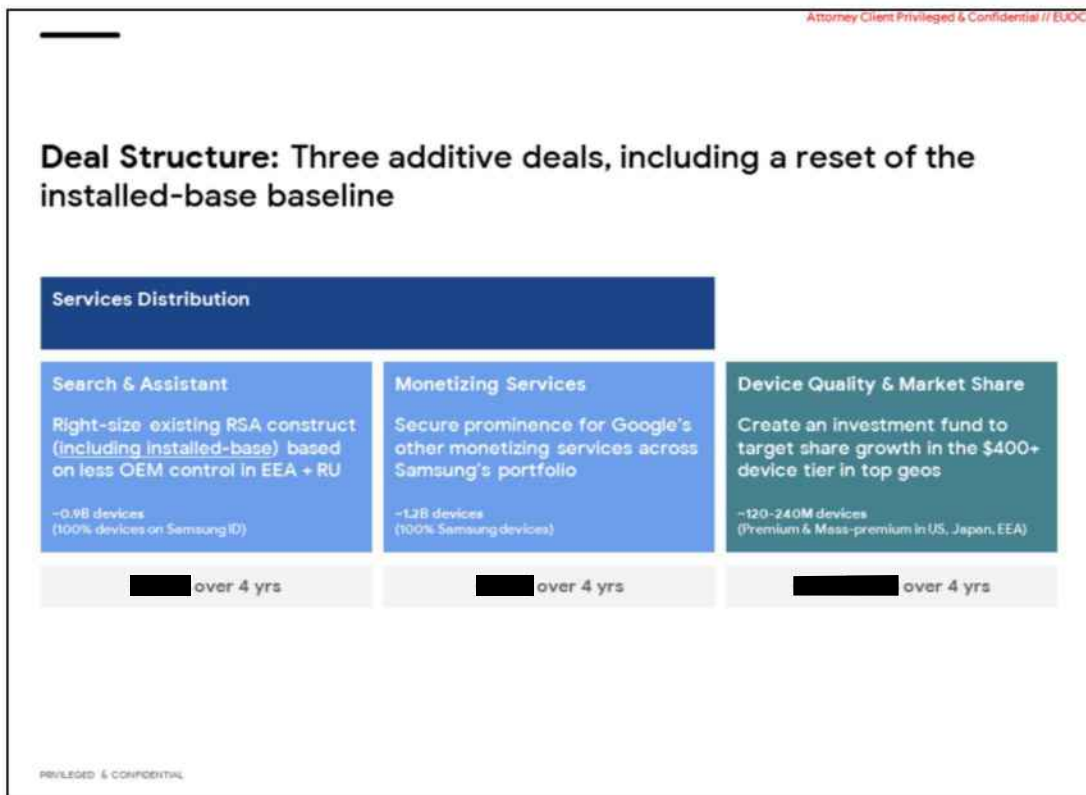 Attorney Client Privileged & Confidential // EUOC
Deal Structure: Three additive deals, including a reset of the
installed-base baseline
Services Distribution
Search & Assistant
Right-size existing RSA construct
(including installed-base) based
on less OEM control in EEA + RU
~0.9B devices
(100% devices on Samsung ID)
Monetizing Services
Secure prominence for Google's
other monetizing services across
Samsung's portfolio
~1.2B devices
(100% Samsung devices)
Device Quality & Market Share
Create an investment fund to
target share growth in the $400+
device tier in top geos
~120-240M devices
(Premium & Mass-premium in US, Japan, EEA)
over 4 yrs
over 4 yrs
over 4 yrs
PRIVILEGED & CONFIDENTIAL